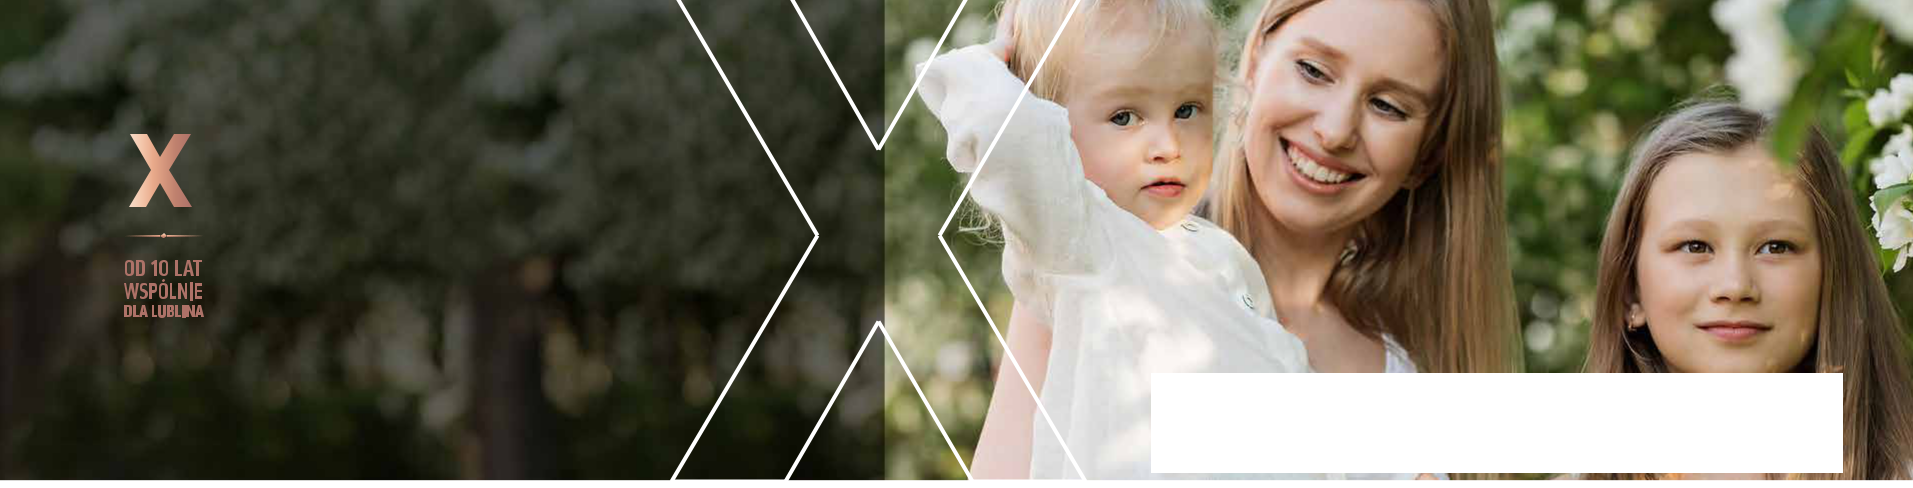 X
OD 10 LAT
WSPÓLNIE
DLA LUBLINA